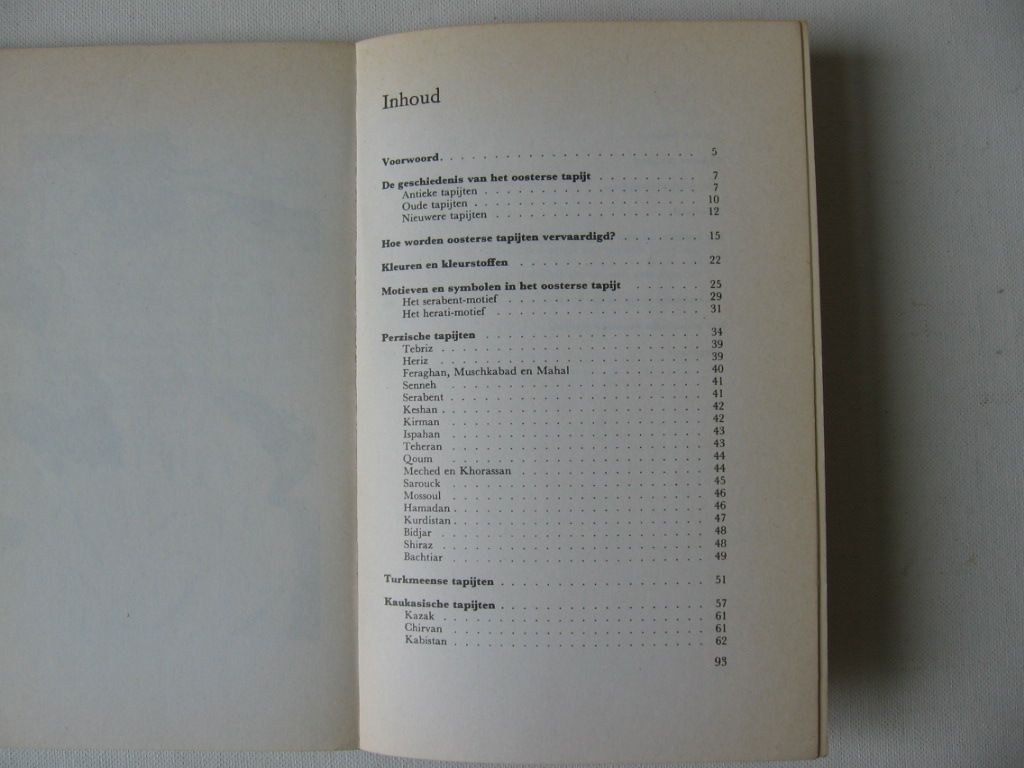 Inhoud
Voorwoord. . . . . . . . . . . . . . . . . . . . . 5
De geschiedenis van het oosterse tapijt . . . . . . . . . 7
Antieke tapijten . . . . . . . . . . . . . . . . . . 7
Oude tapijten . . . . . . . . . . . . . . . . . . . 10
Nieuwere tapijten . . . . . . . . . . . . . . . . . 12
Hoe worden oosterse tapijten vervaardigd? . . . . . . . 15
Kleuren en kleurstoffen . . . . . . . . . . . . . . . 22
Motieven en symbolen in het oosterse tapijt . . . . . . 25
Het serabent-motief . . . . . . . . . . . . . . . . 29
Het herati-motief . . . . . . . . . . . . . . . . . 31
Perzische tapijten . . . . . . . . . . . . . . . . . . 34
Tebriz . . . . . . . . . . . . . . . . . . . . . 39
Heriz . . . . . . . . . . . . . . . . . . . . . 39
Feraghan, Muschkabad en Mahal . . . . . . . . . . 40
Senneh . . . . . . . . . . . . . . . . . . . . . 41
Serabent . . . . . . . . . . . . . . . . . . . . . 41
Keshan . . . . . . . . . . . . . . . . . . . . . 42
Kirman . . . . . . . . . . . . . . . . . . . . . 42
Ispahan . . . . . . . . . . . . . . . . . . . . . 43
Teheran . . . . . . . . . . . . . . . . . . . . . 43
Qoum . . . . . . . . . . . . . . . . . . . . . 44
Meched en Khorassan . . . . . . . . . . . . . . . 44
Sarouck . . . . . . . . . . . . . . . . . . . . . 45
Mossoul . . . . . . . . . . . . . . . . . . . . . 46
Hamadan . . . . . . . . . . . . . . . . . . . . . 46
Kurdistan . . . . . . . . . . . . . . . . . . . . . 47
Bidjar . . . . . . . . . . . . . . . . . . . . . 48
Shiraz . . . . . . . . . . . . . . . . . . . . . 48
Bachtiar . . . . . . . . . . . . . . . . . . . . . 49
Turkmeense tapijten . . . . . . . . . . . . . . . . . 51
Kaukasische tapijten . . . . . . . . . . . . . . . . . 57
Kazak . . . . . . . . . . . . . . . . . . . . . 61
Chirvan . . . . . . . . . . . . . . . . . . . . . 61
Kabistan . . . . . . . . . . . . . . . . . . . . . 62
93